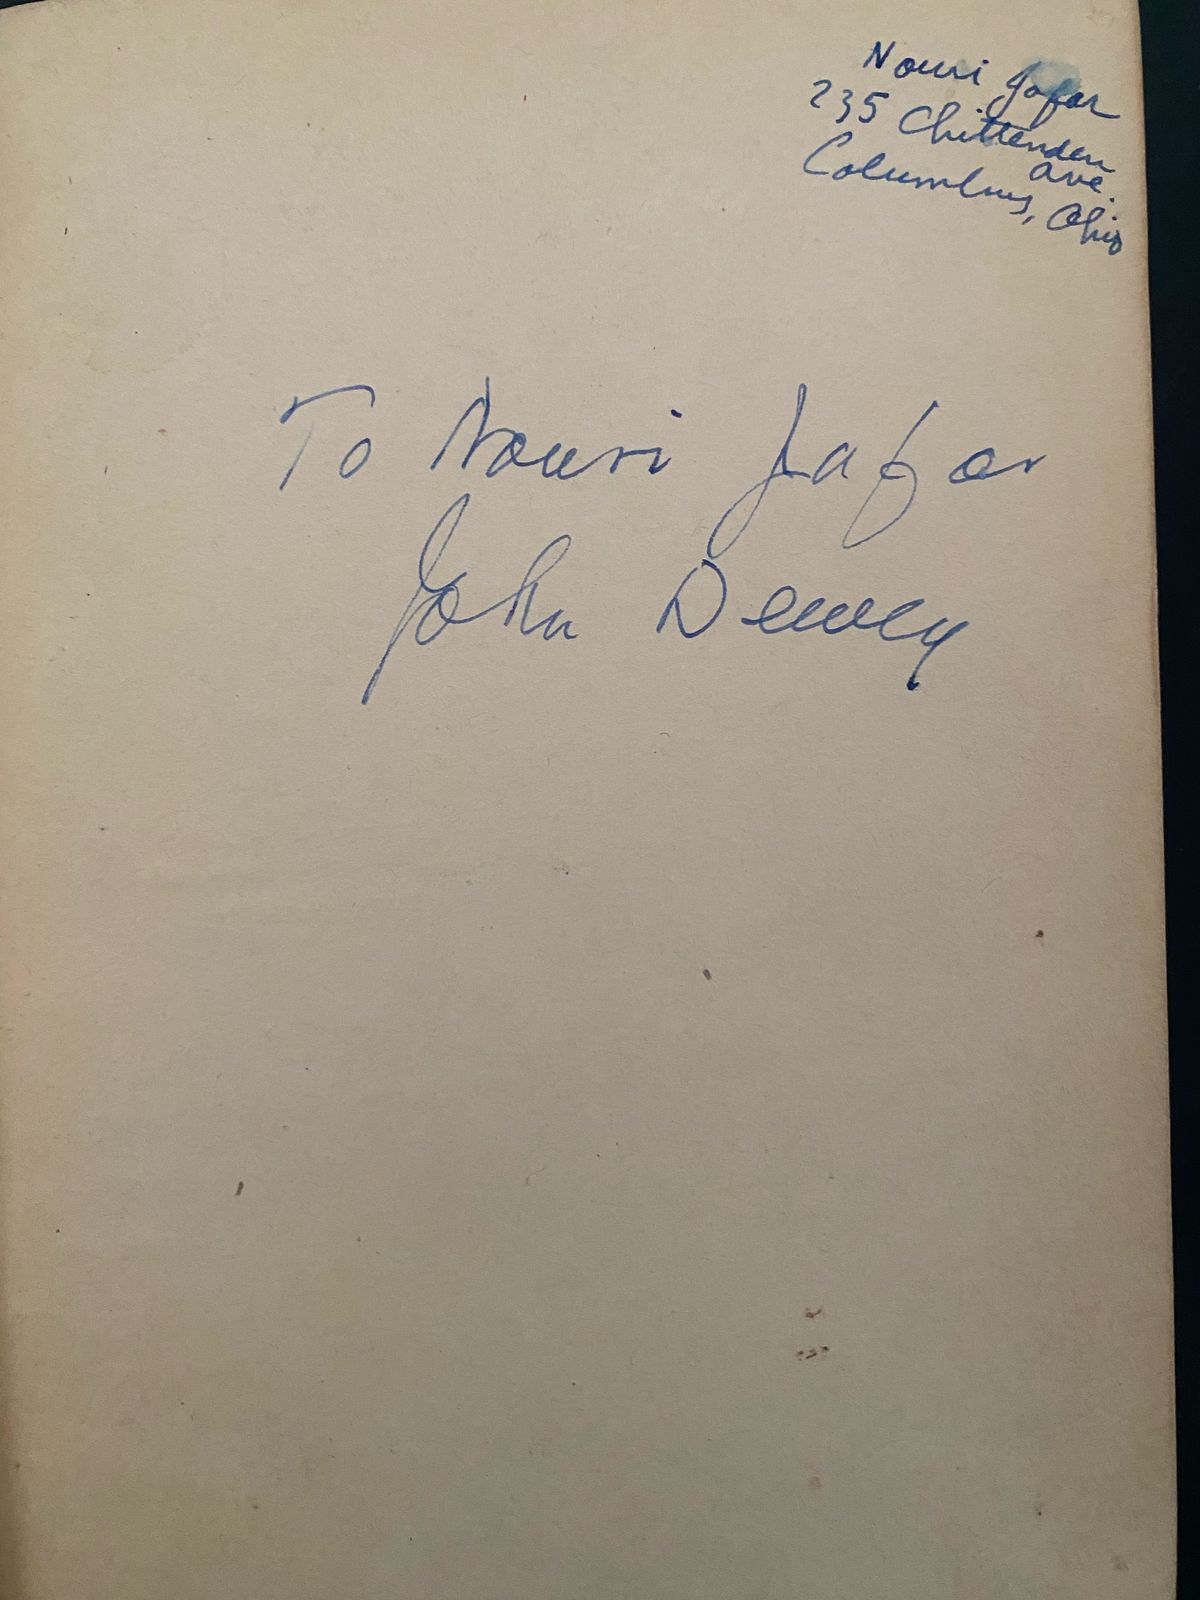 Nouri Jafar
235 Chittenden
ave.
Columbus, Ohio
To Nouri Jafar
John Dewey